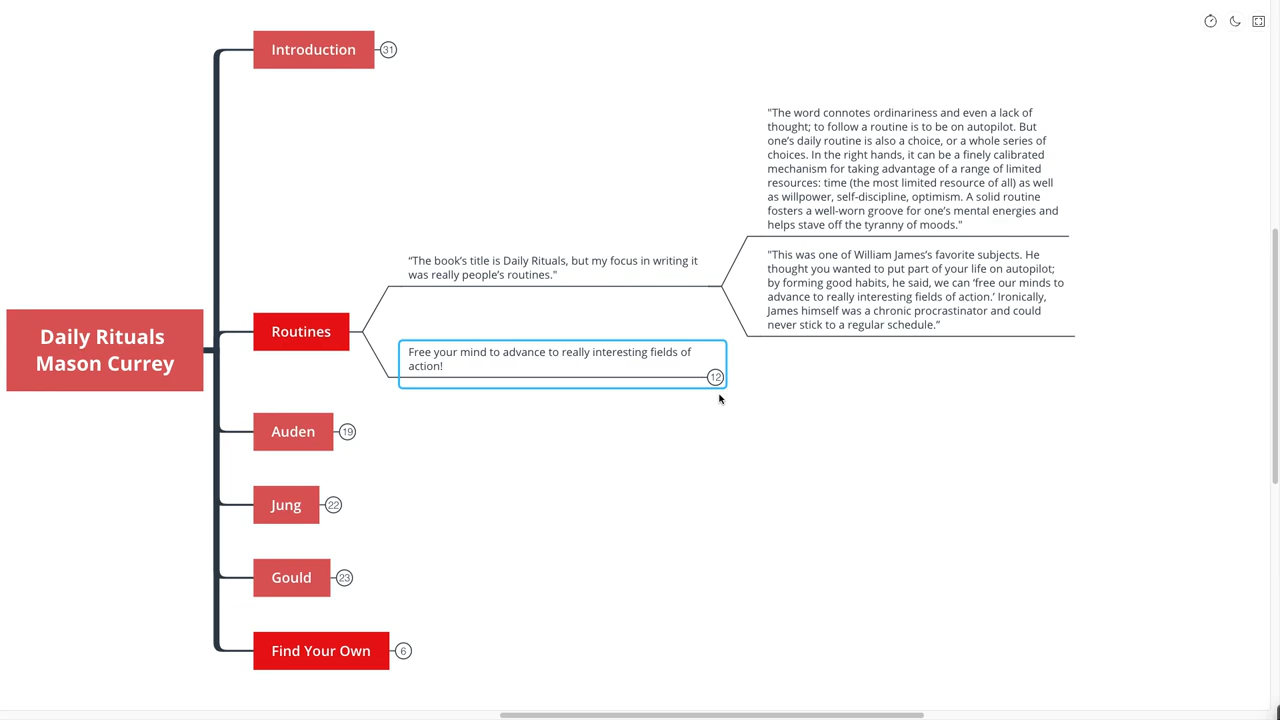 Introduction
31
"The word connotes ordinariness and even a lack of
thought; to follow a routine is to be on autopilot. But
one’s daily routine is also a choice, or a whole series of
choices. In the right hands, it can be a finely calibrated
mechanism for taking advantage of a range of limited
resources: time (the most limited resource of all) as well
as willpower, self-discipline, optimism. A solid routine
fosters a well-worn groove for one’s mental energies and
helps stave off the tyranny of moods."
“The book’s title is Daily Rituals, but my focus in writing it
was really people’s routines."
"This was one of William James’s favorite subjects. He
thought you wanted to put part of your life on autopilot;
by forming good habits, he said, we can ‘free our minds to
advance to really interesting fields of action.’ Ironically,
James himself was a chronic procrastinator and could
never stick to a regular schedule.”
Daily Rituals
Mason Currey
Routines
Free your mind to advance to really interesting fields of
action!
12
Auden
19
Jung
22
Gould
23
Find Your Own
6